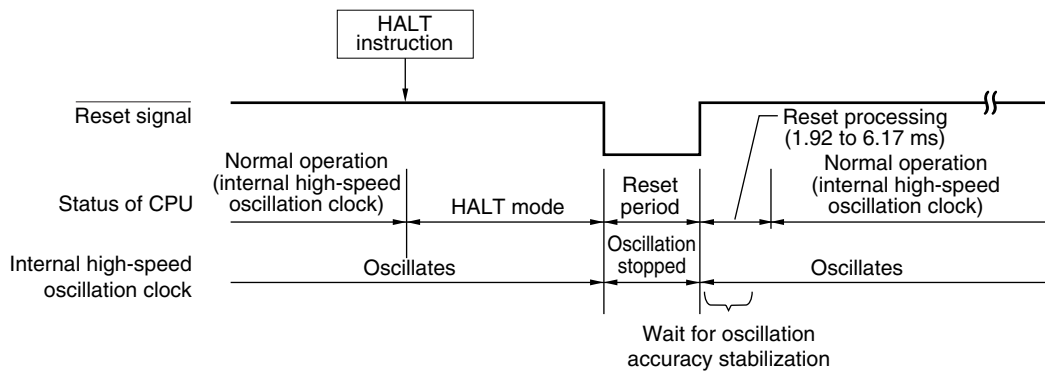 HALT
instruction
Reset signal
Reset processing
(1.92 to 6.17 ms)
Status of CPU
Normal operation
(internal high-speed
oscillation clock)
HALT mode
Reset
period
Normal operation
(internal high-speed
oscillation clock)
Internal high-speed
oscillation clock
Oscillates
Oscillation
stopped
Oscillates
Wait for oscillation
accuracy stabilization